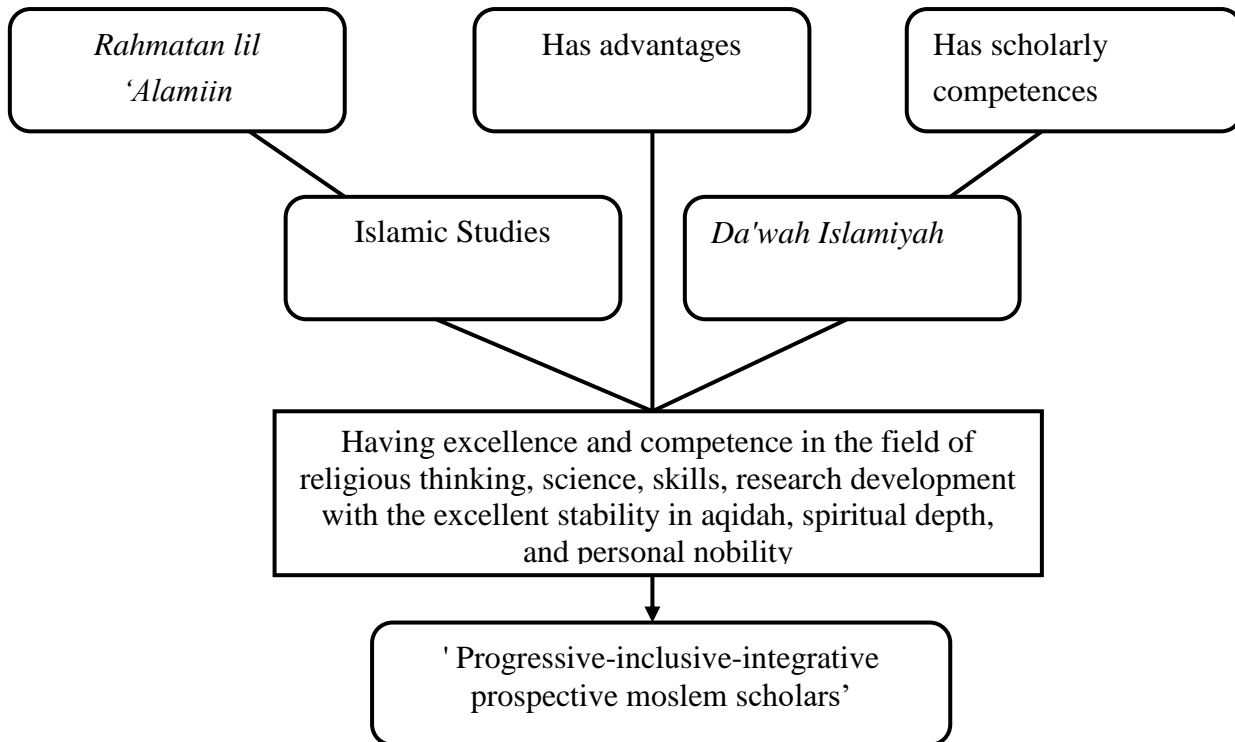 Rahmatan lil
‘Alamiin
Has advantages
Has scholarly
competences
Islamic Studies
Da'wah Islamiyah
Having excellence and competence in the field of
religious thinking, science, skills, research development
with the excellent stability in aqidah, spiritual depth,
and personal nobility
' Progressive-inclusive-integrative
prospective moslem scholars’